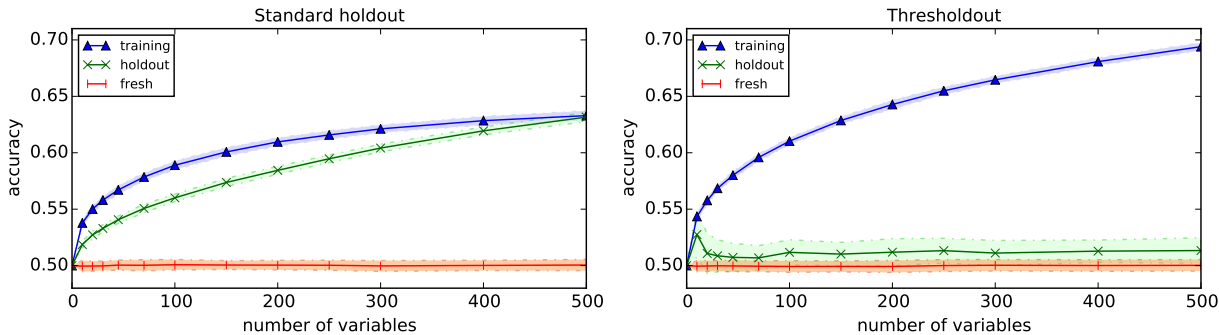 Standard holdout
0.70
0.65
0.60
0.55
0.50
accuracy
training
holdout
fresh
0 100 200 300 400 500
number of variables
Thresholdout
0.70
0.65
0.60
0.55
0.50
accuracy
training
holdout
fresh
0 100 200 300 400 500
number of variables